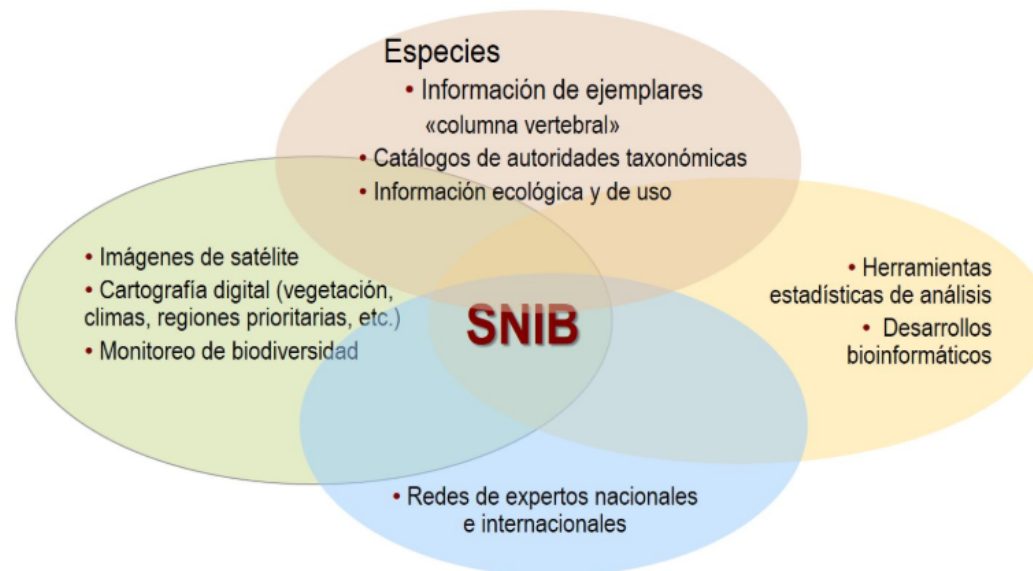 Especies
• Información de ejemplares
«columna vertebral»
• Catálogos de autoridades taxonómicas
• Información ecológica y de uso
• Imágenes de satélite
• Cartografía digital (vegetación,
climas, regiones prioritarias, etc.)
• Monitoreo de biodiversidad
SNIB
• Herramientas
estadísticas de análisis
• Desarrollos
bioinformáticos
• Redes de expertos nacionales
e internacionales